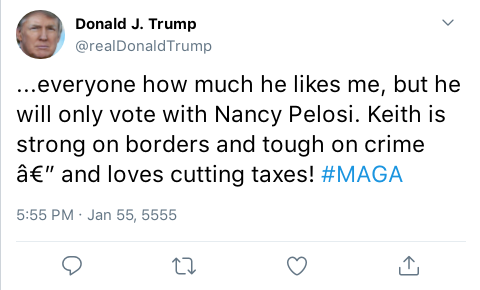 Donald J. Trump
@realDonaldTrump
...everyone how much he likes me, but he
will only vote with Nancy Pelosi. Keith is
strong on borders and tough on crime
â€” and loves cutting taxes! #MAGA
5:55 PM · Jan 55, 5555